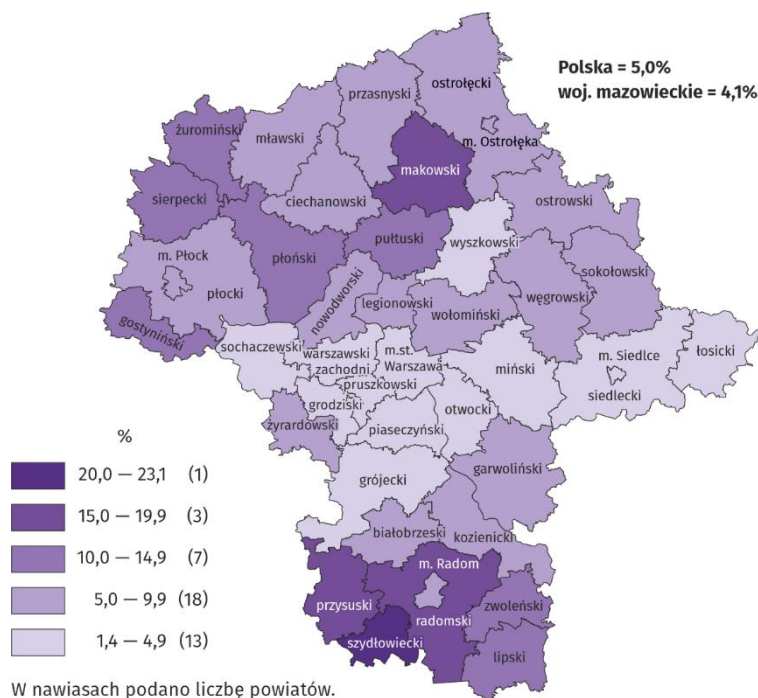 Polska = 5,0%
woj. mazowieckie = 4,1%
ostrołęcki
przasnyski
żuromiński
mławski
m. Ostrołęka
makowski
sierpecki
ciechanowski
ostrowski
pułtuski
wyszkowski
płoński
m. Płock
sokołowski
węgrowski
płocki
nowodworski
legionowski
wołomiński
gostyniński
sochaczewski
warszawski
zachodni
m.st.
Warszawa
miński
m. Siedlce
łosicki
pruszkowski
siedlecki
grodziski
otwocki
piaseczyński
żyrardowski
garwoliński
grójecki
białobrzeski
kozienicki
m. Radom
przysuski
zwoleński
radomski
szydłowiecki
lipski
%
20,0 — 23,1 (1)
15,0 — 19,9 (3)
10,0 — 14,9 (7)
5,0 — 9,9 (18)
1,4 — 4,9 (13)
W nawiasach podano liczbę powiatów.